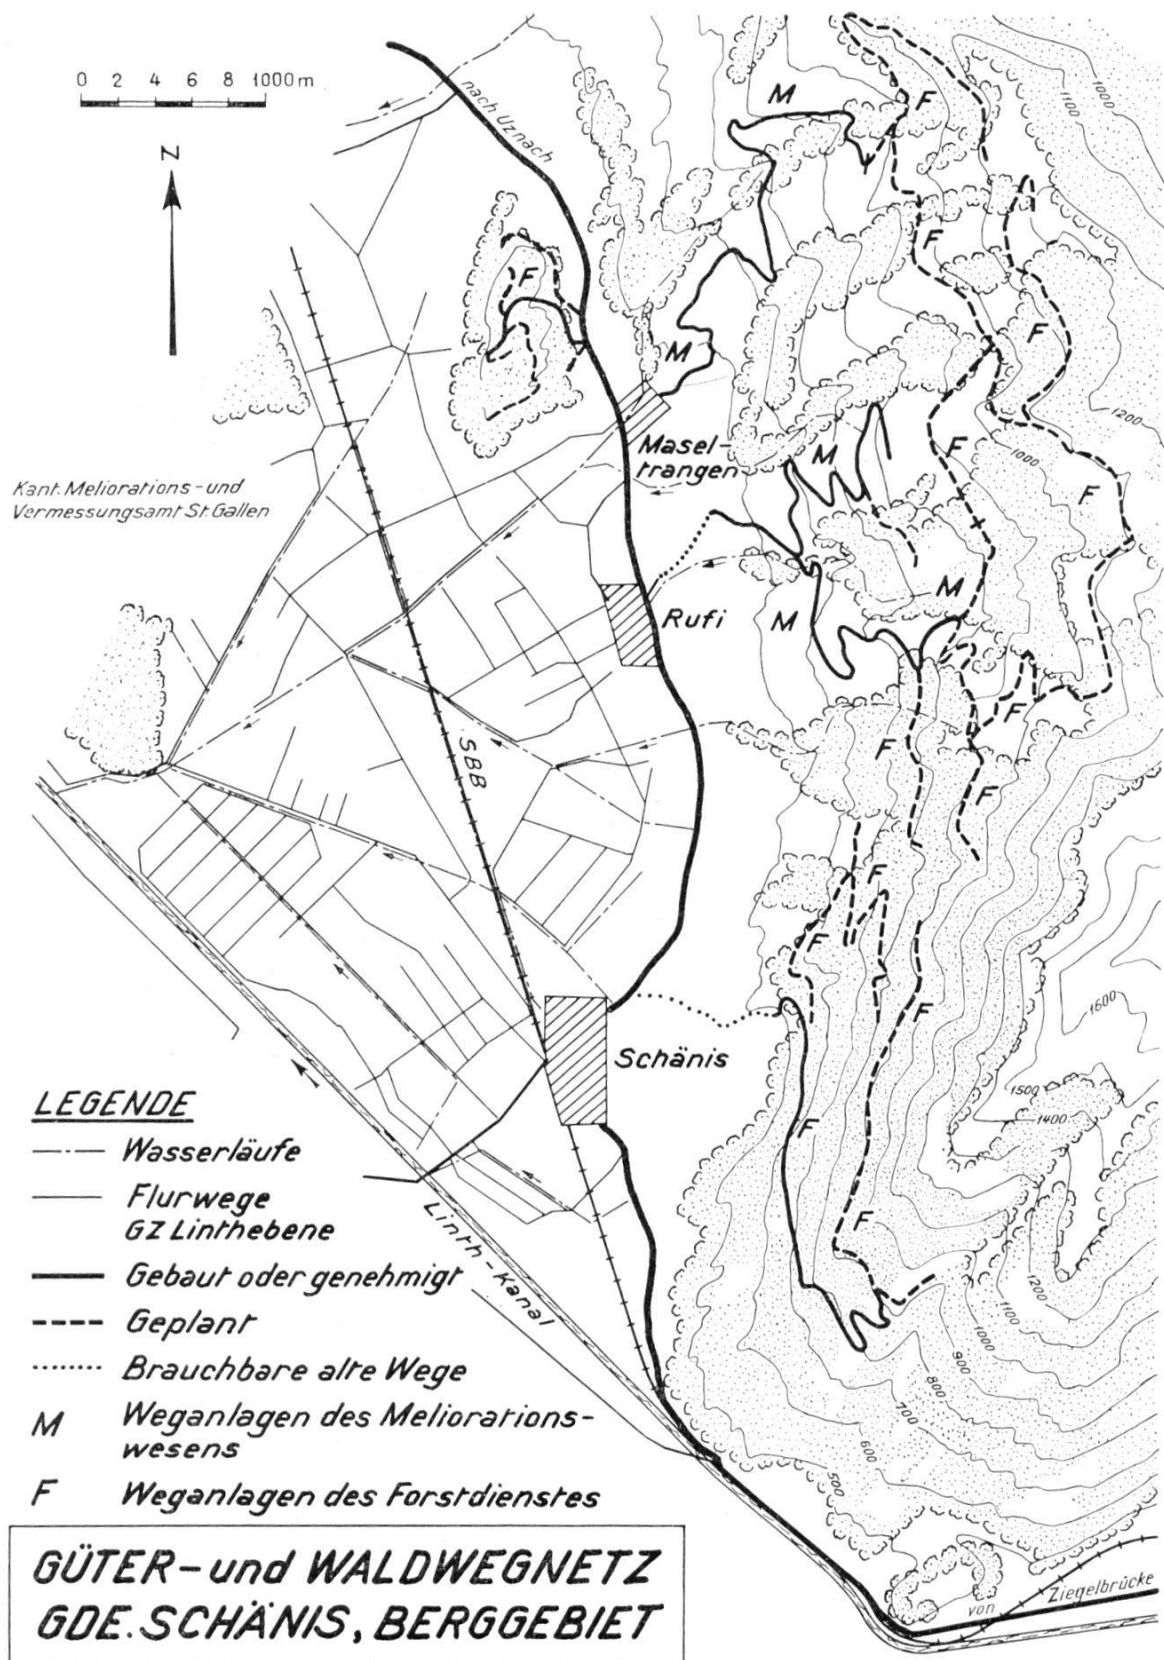 0 2 4 6 8 1000m
N
nach Uznach
M
F
1100
1000
F
F
M
F
M
1200
1000
F
F
Masel-
trangen
Kant. Meliorations- und
Vermessungsamt St. Gallen
M
M
Rufi
F
F
F
F
SBB
F
F
F
1600
Schänis
1500
1400
F
F
1200
1100
1000
900
800
700
600
500
LEGENDE
Wasserläufe
Flurwege
GZ Linthebene
Gebaut oder genehmigt
Geplant
Brauchbare alte Wege
M Weganlagen des Meliorations-
wesens
F Weganlagen des Forstdienstes
Linth-Kanal
von Ziegelbrücke
GÜTER- und WALDWEGNETZ
GDE. SCHÄNIS, BERGGEBIET